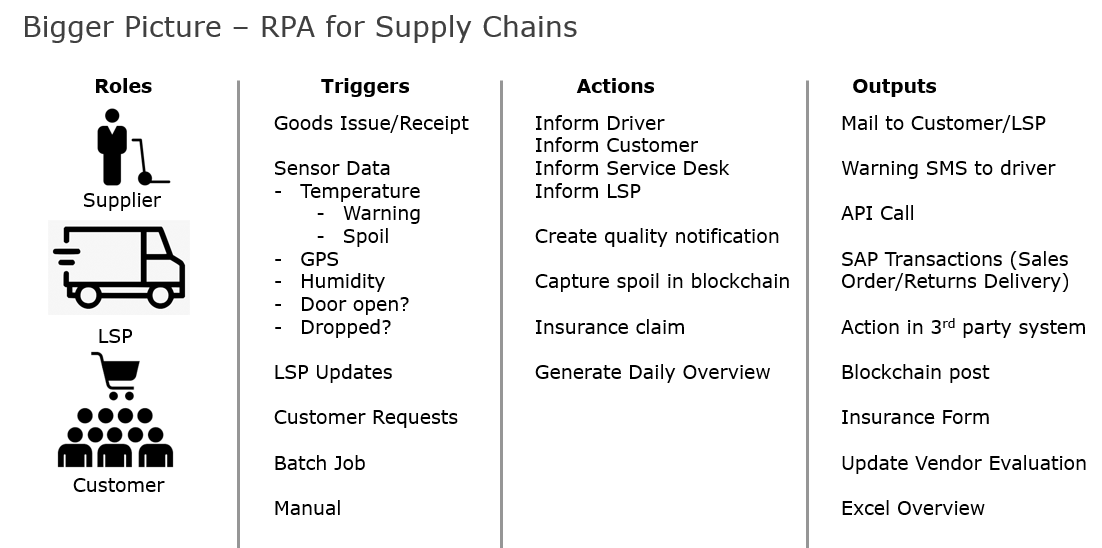 Bigger Picture – RPA for Supply Chains
Roles
Supplier
LSP
Customer
Triggers
Goods Issue/Receipt
Sensor Data
- Temperature
- Warning
- Spoil
- GPS
- Humidity
- Door open?
- Dropped?
LSP Updates
Customer Requests
Batch Job
Manual
Actions
Inform Driver
Inform Customer
Inform Service Desk
Inform LSP
Create quality notification
Capture spoil in blockchain
Insurance claim
Generate Daily Overview
Outputs
Mail to Customer/LSP
Warning SMS to driver
API Call
SAP Transactions (Sales
Order/Returns Delivery)
Action in 3rd party system
Blockchain post
Insurance Form
Update Vendor Evaluation
Excel Overview